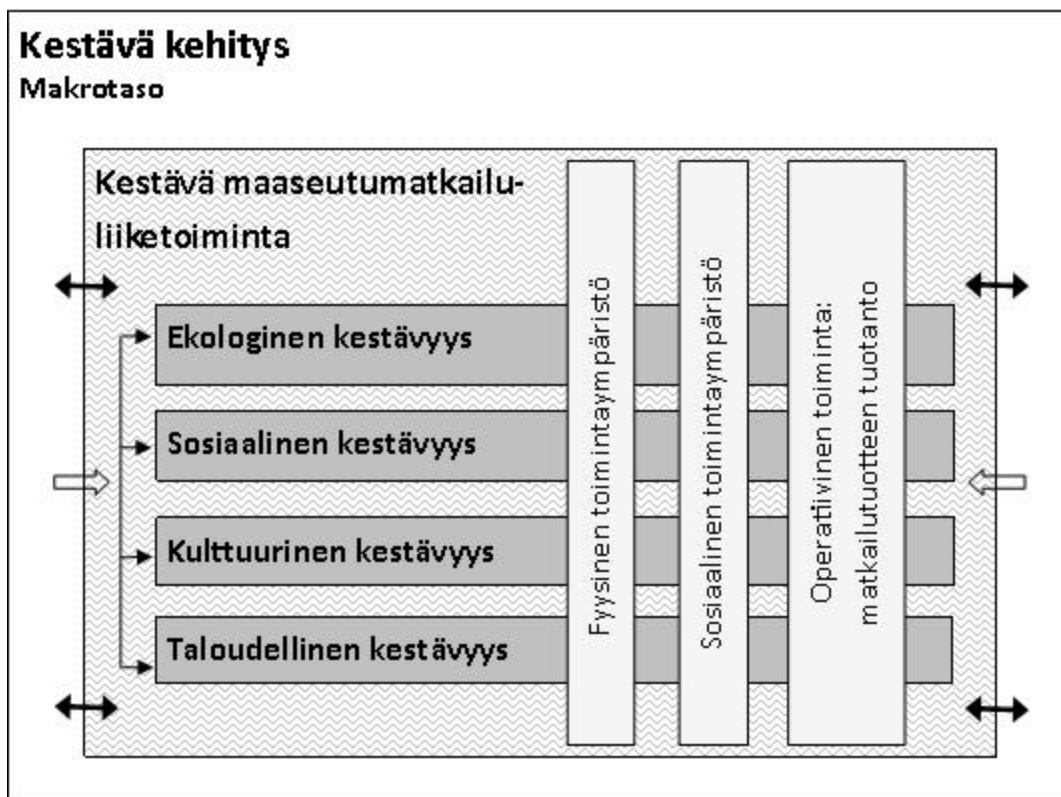 Kestävä kehitys
Makrotaso
Kestävä maaseutumatkailu-
liiketoiminta
Ekologinen kestävyys
Sosiaalinen kestävyys
Kulttuurinen kestävyys
Taloudellinen kestävyys
Fyysinen toimintaympäristö
Sosiaalinen toimintaympäristö
Operatiivinen toiminta:
matkailutuotteen tuotanto